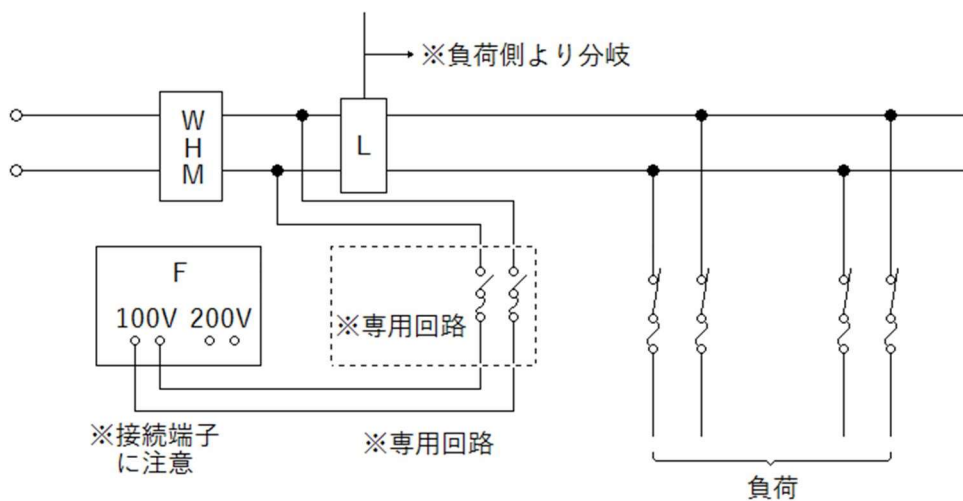 ※負荷側より分岐
W
H
M
L
F
100V 200V
※専用回路
※接続端子
に注意
※専用回路
負荷